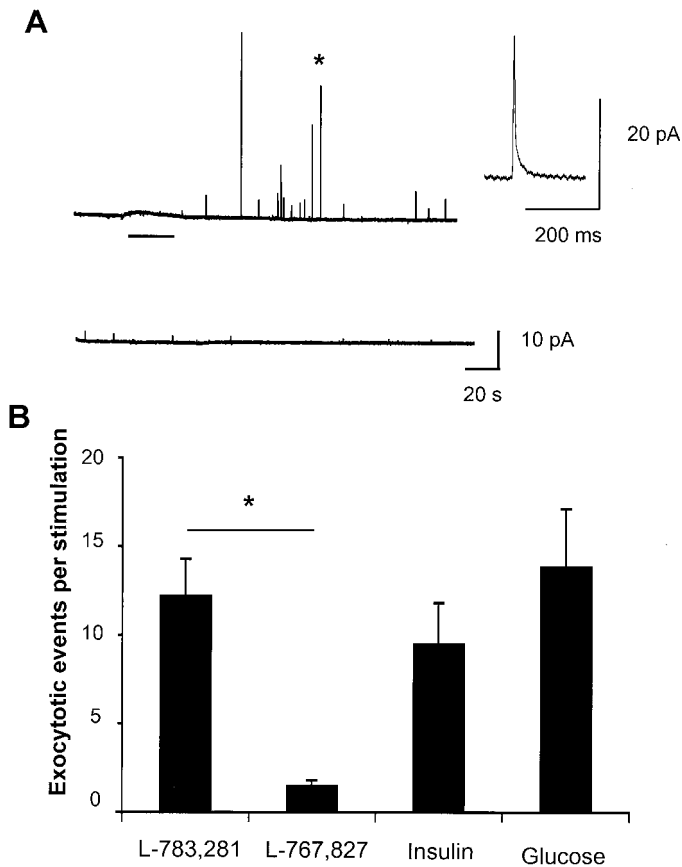 A
*
20 pA
200 ms
10 pA
20 s
B
Exocytotic events per stimulation
20
15
10
5
0
*
L-783,281 L-767,827 Insulin Glucose